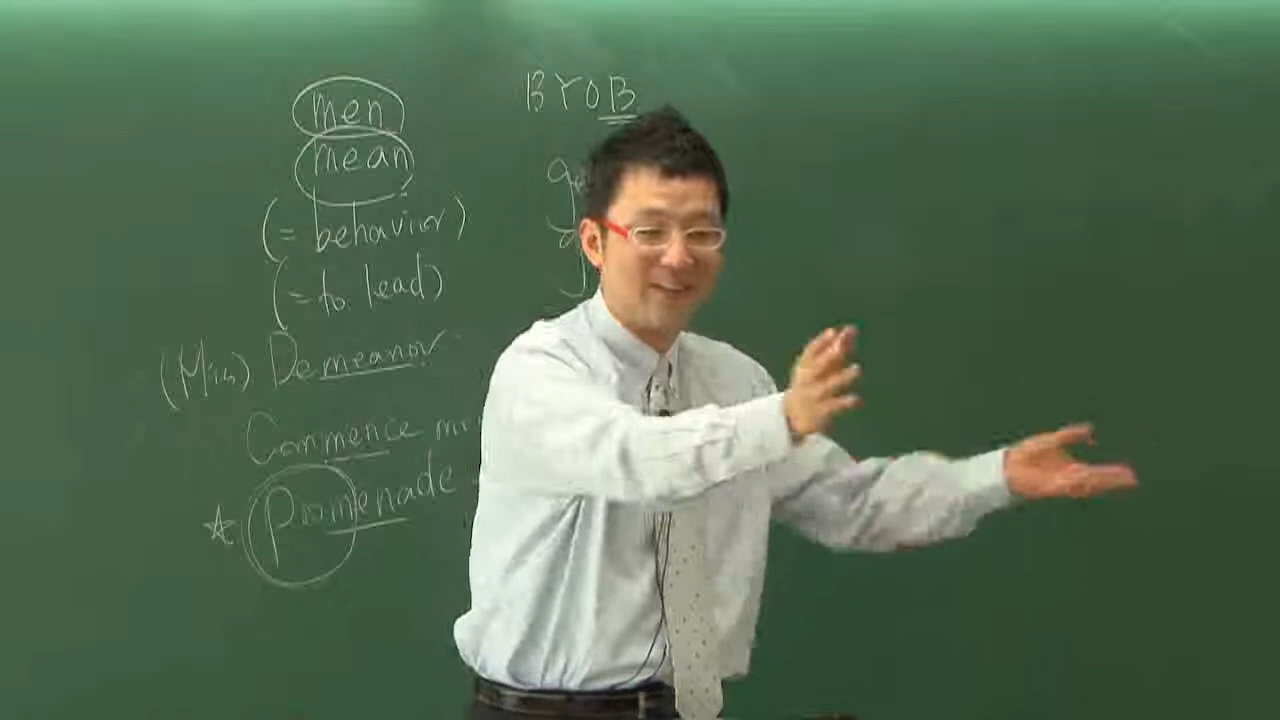 men
mean
(= behavior)
(= to lead)
(Mis) Demeanor
Commence
☆ promenade
BYOB